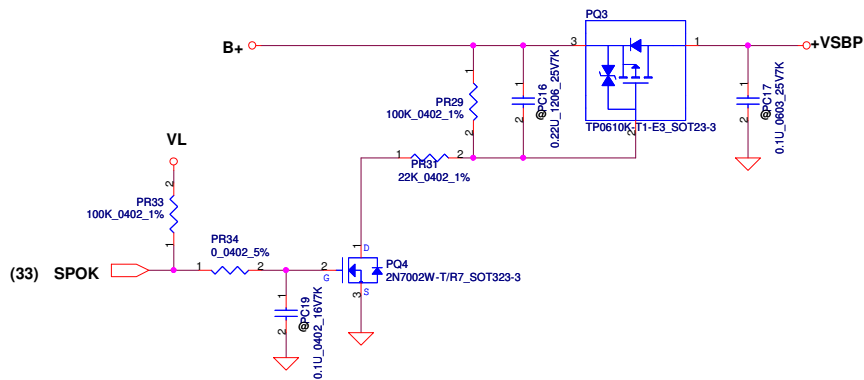 PQ3
B+
3
1
+VSBP
2
1
PR29
100K_0402_1%
2
1
2
@PC16
0.22U_1206_25V7K
1
2
@PC17
0.1U_0603_25V7K
TP0610K-T1-E3_SOT23-3
VL
1
2
PR31
22K_0402_1%
2
PR33
100K_0402_1%
1
PR34
0_0402_5%
(33) SPOK
1
2
2
G
1
D
PQ4
2N7002W-T/R7_SOT323-3
S
3
1
2
@PC19
0.1U_0402_16V7K